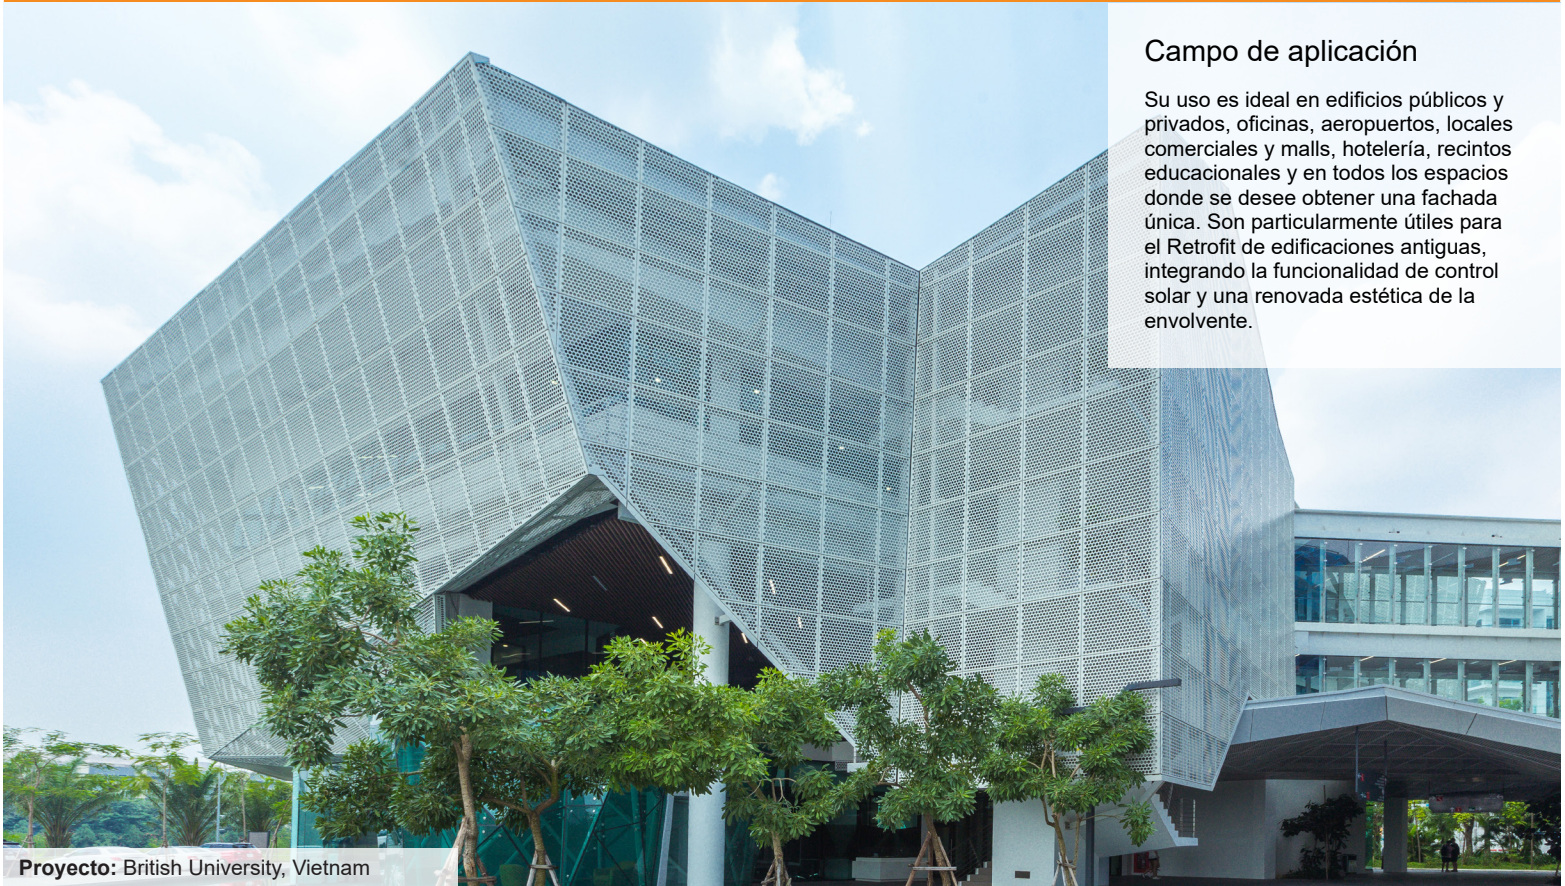 Campo de aplicación
Su uso es ideal en edificios públicos y
privados, oficinas, aeropuertos, locales
comerciales y malls, hotelería, recintos
educacionales y en todos los espacios
donde se desee obtener una fachada
única. Son particularmente útiles para
el Retrofit de edificaciones antiguas,
integrando la funcionalidad de control
solar y una renovada estética de la
envolvente.
Proyecto: British University, Vietnam